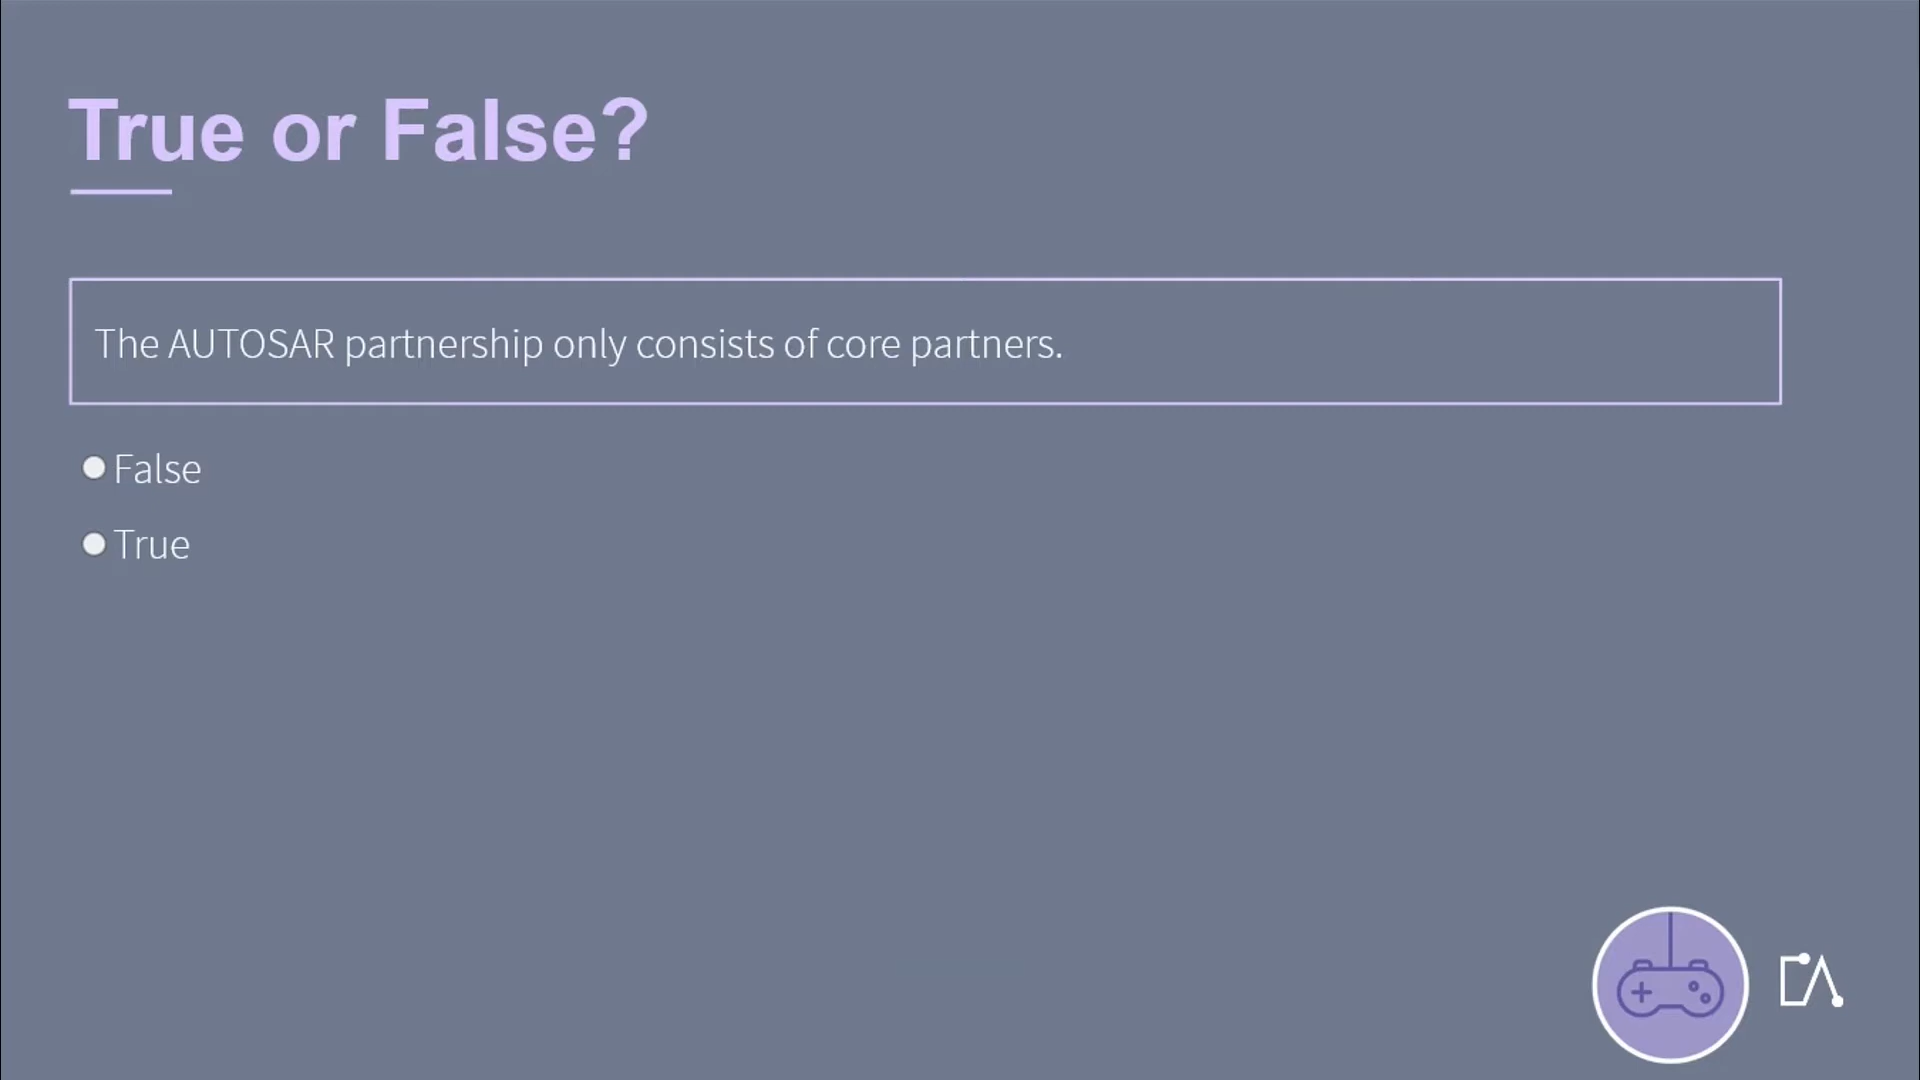 True or False?
The AUTOSAR partnership only consists of core partners.
False
True